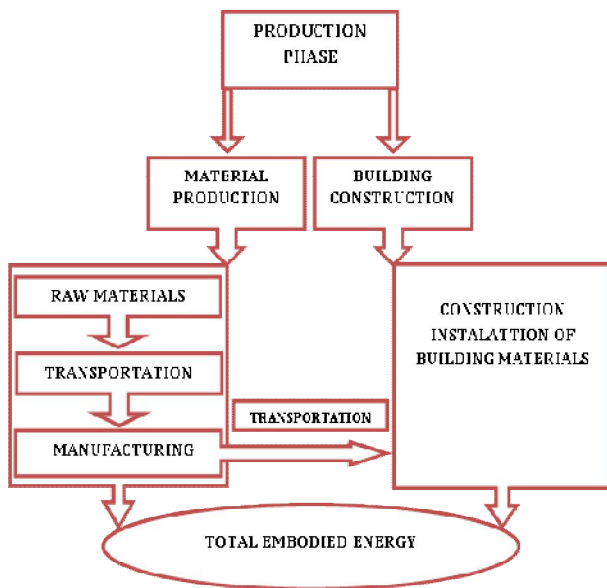 PRODUCTION
PHASE
MATERIAL
PRODUCTION
BUILDING
CONSTRUCTION
RAW MATERIALS
TRANSPORTATION
MANUFACTURING
TRANSPORTATION
CONSTRUCTION
INSTALATTION OF
BUILDING MATERIALS
TOTAL EMBODIED ENERGY